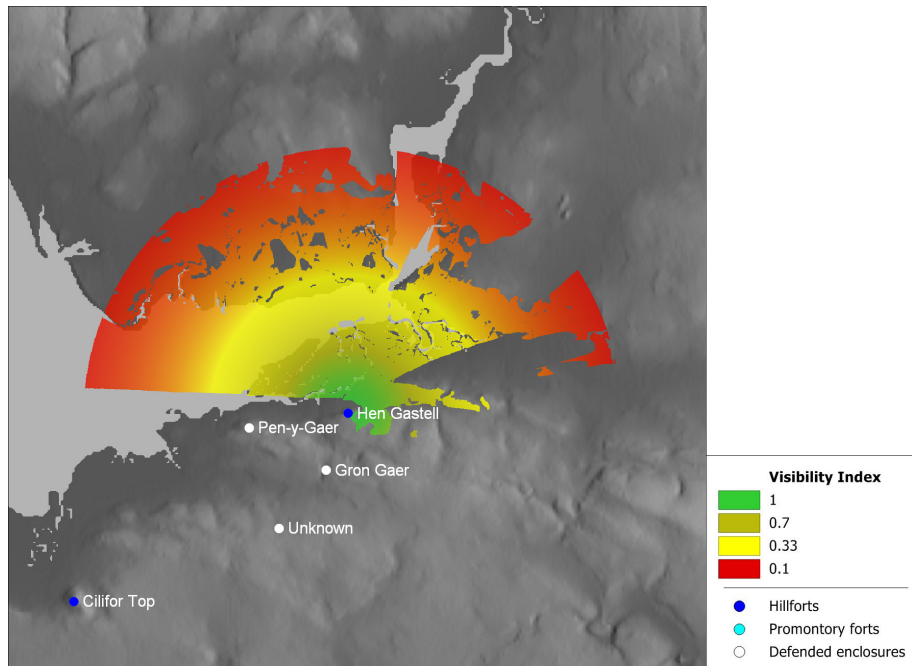 Hen Gastell
Pen-y-Gaer
Gron Gaer
Unknown
Cilifor Top
Visibility Index
1
0.7
0.33
0.1
Hillforts
Promontory forts
Defended enclosures